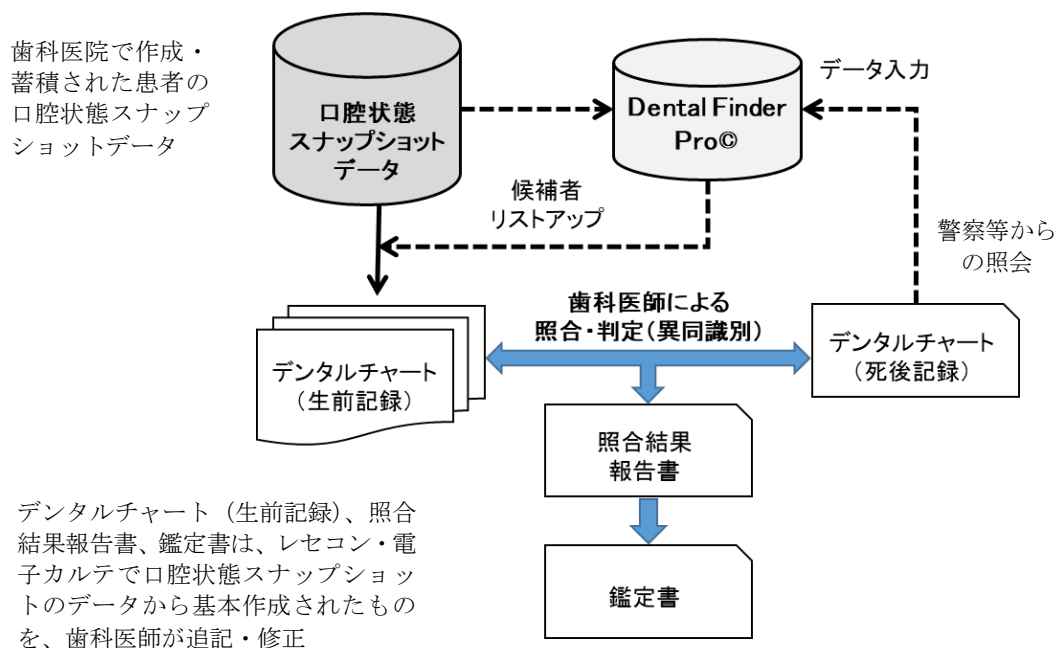 歯科医院で作成・
蓄積された患者の
口腔状態スナップ
ショットデータ
口腔状態
スナップショット
データ
Dental Finder
Pro©
データ入力
候補者
リストアップ
警察等から
の照会
歯科医師による
照合・判定(異同識別)
デンタルチャート
(生前記録)
デンタルチャート
(死後記録)
照合結果
報告書
鑑定書
デンタルチャート（生前記録）、照合
結果報告書、鑑定書は、レセコン・電
子カルテで口腔状態スナップショッ
トのデータから基本作成されたもの
を、歯科医師が追記・修正